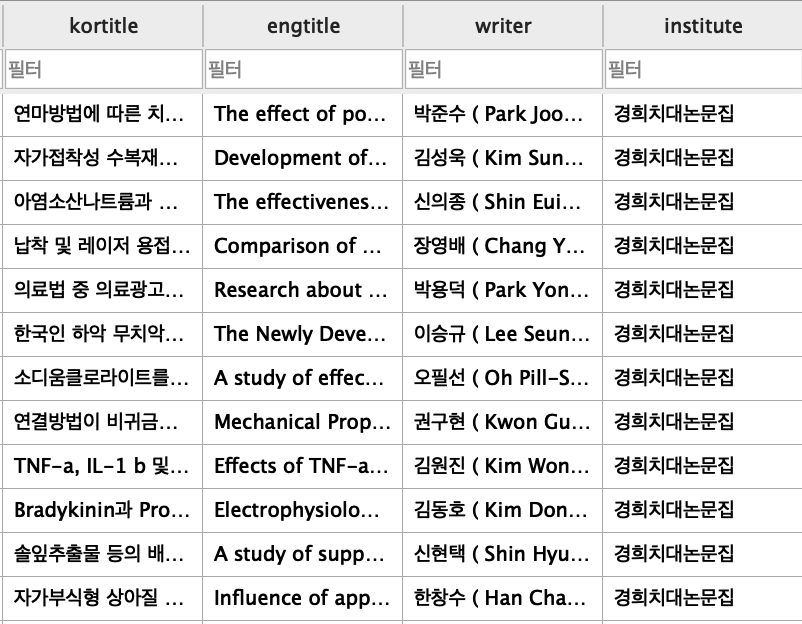 kortitle engtitle writer institute
필터 필터 필터 필터
연마방법에 따른 치... The effect of po... 박준수 ( Park Joo... 경희치대논문집
자가접착성 수복재... Development of... 김성욱 ( Kim Sun... 경희치대논문집
아염소산나트륨과 ... The effectivenes... 신의종 ( Shin Eui... 경희치대논문집
납착 및 레이저 용접... Comparison of ... 장영배 ( Chang Y... 경희치대논문집
의료법 중 의료광고... Research about ... 박용덕 ( Park Yon... 경희치대논문집
한국인 하악 무치악... The Newly Deve... 이승규 ( Lee Seun... 경희치대논문집
소디움클로라이트를... A study of effec... 오필선 ( Oh Pill-S... 경희치대논문집
연결방법이 비귀금... Mechanical Prop... 권구현 ( Kwon Gu... 경희치대논문집
TNF-a, IL-1 b 및... Effects of TNF-a... 김원진 ( Kim Won... 경희치대논문집
Bradykinin과 Pro... Electrophysiolo... 김동호 ( Kim Don... 경희치대논문집
솔잎추출물 등의 배... A study of supp... 신현택 ( Shin Hyu... 경희치대논문집
자가부식형 상아질 ... Influence of app... 한창수 ( Han Cha... 경희치대논문집